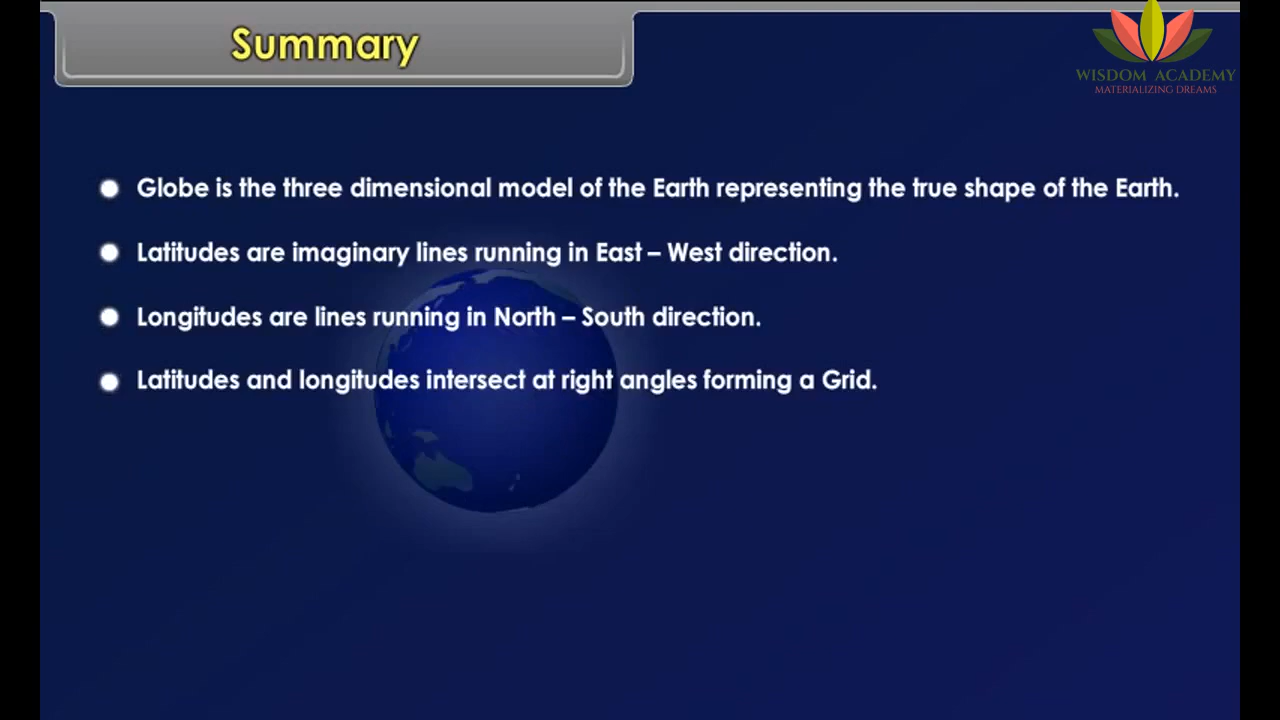 Summary
WISDOM ACADEMY
MATERIALIZING DREAMS
Globe is the three dimensional model of the Earth representing the true shape of the Earth.
Latitudes are imaginary lines running in East – West direction.
Longitudes are lines running in North – South direction.
Latitudes and longitudes intersect at right angles forming a Grid.